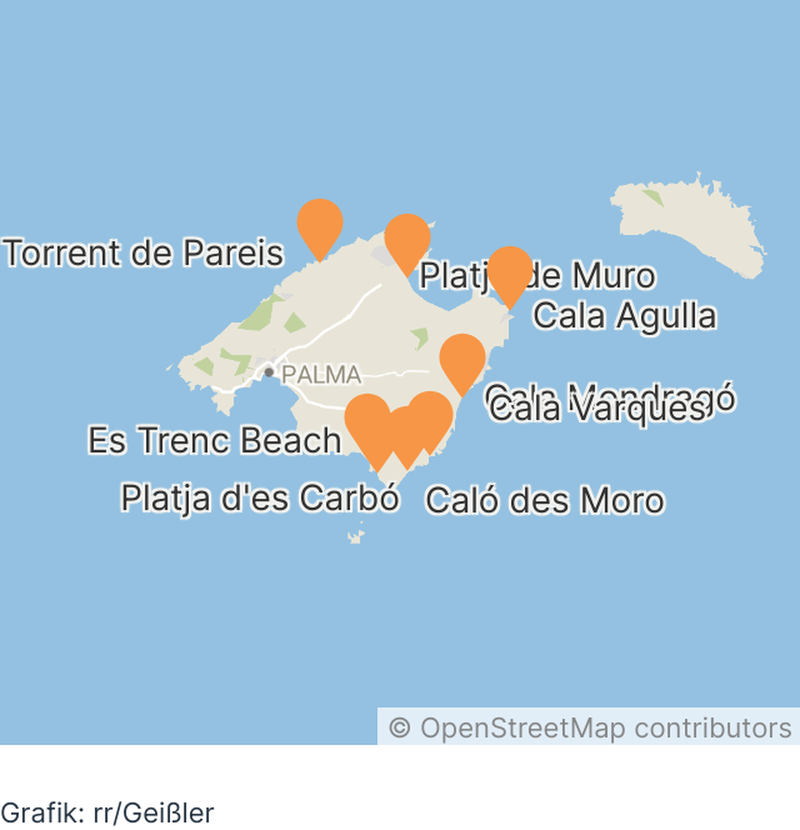 Torrent de Pareis
Platja de Muro
Cala Agulla
PALMA
Cala Mondragó
Cala Varques
Es Trenc Beach
Platja d'es Carbó
Caló des Moro
© OpenStreetMap contributors
Grafik: rr/Geißler